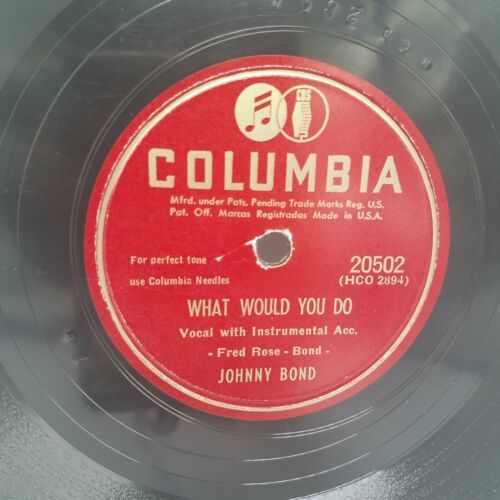 CBS
COLUMBIA
Mfrd. under Pats. Pending Trade Marks Reg. U.S.
Pat. Off. Marcas Registradas Made in U.S.A.
For perfect tone
use Columbia Needles
20502
(HCO 2894)
WHAT WOULD YOU DO
Vocal with Instrumental Acc.
- Fred Rose - Bond -
JOHNNY BOND